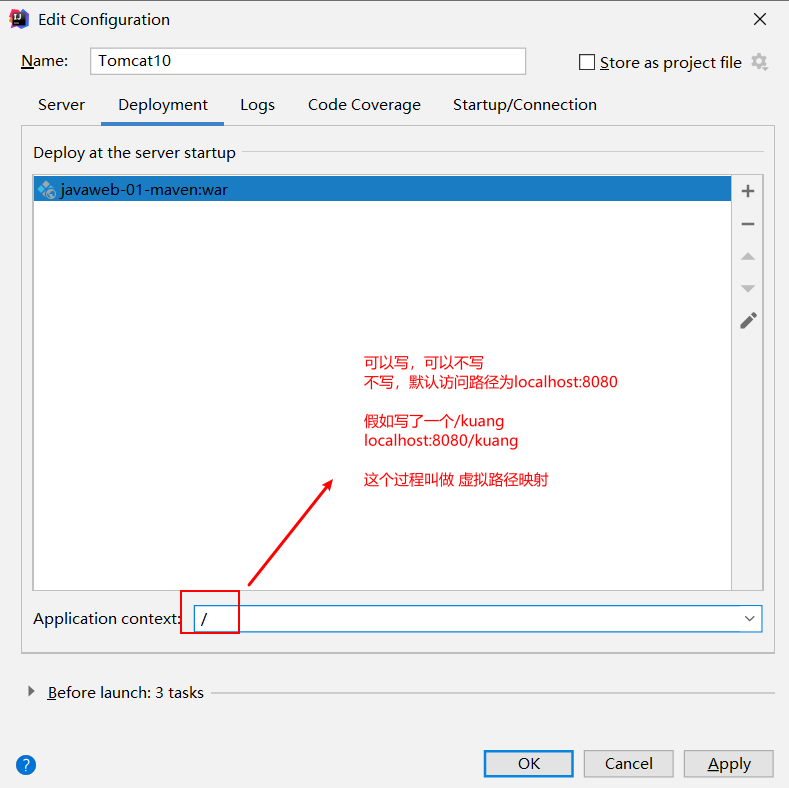 Edit Configuration
Name: Tomcat10
Store as project file
Server Deployment Logs Code Coverage Startup/Connection
Deploy at the server startup
javaweb-01-maven:war
可以写，可以不写
不写，默认访问路径为localhost:8080
假如写了一个/kuang
localhost:8080/kuang
这个过程叫做 虚拟路径映射
Application context: /
Before launch: 3 tasks
? OK Cancel Apply